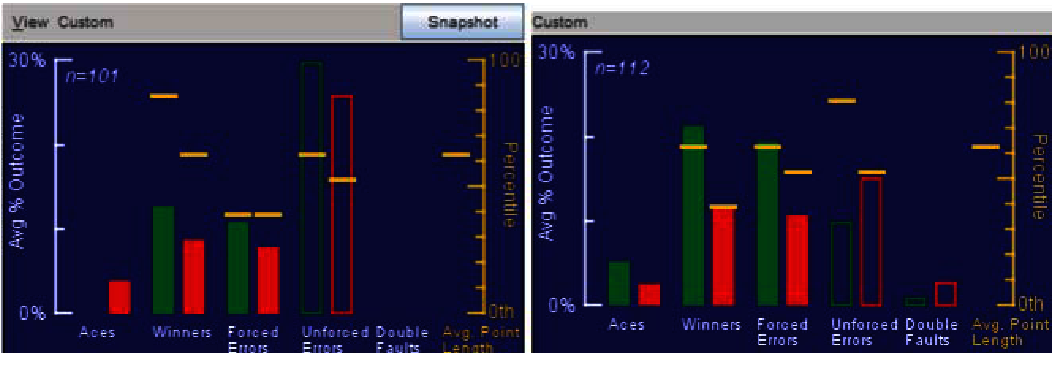 View Custom Snapshot
30%
n=101
100
Avg % Outcome
Percentile
0%
0th
Aces Winners Forced Errors Unforced Errors Double Faults Avg. Point Length
Custom
30%
n=112
100
Avg % Outcome
Percentile
0%
0th
Aces Winners Forced Errors Unforced Errors Double Faults Avg. Point Length